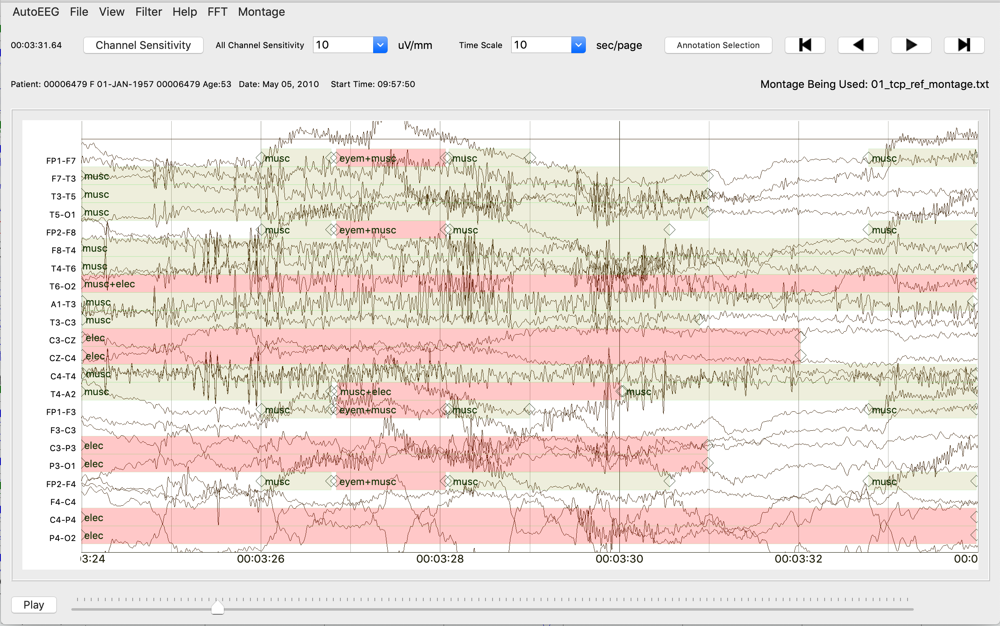 AutoEEG File View Filter Help FFT Montage
00:03:31.64 Channel Sensitivity All Channel Sensitivity 10 uV/mm Time Scale 10 sec/page Annotation Selection
Patient: 00006479 F 01-JAN-1957 00006479 Age:53 Date: May 05, 2010 Start Time: 09:57:50 Montage Being Used: 01_tcp_ref_montage.txt
FP1-F7 musc eyem+musc musc musc
F7-T3 musc
T3-T5 musc
T5-O1 musc
FP2-F8 musc eyem+musc musc musc
F8-T4 musc
T4-T6 musc
T6-O2 musc+elec
A1-T3 musc
T3-C3 musc
C3-CZ elec
CZ-C4 elec
C4-T4 musc
T4-A2 musc musc+elec musc
FP1-F3 musc eyem+musc musc musc
F3-C3
C3-P3 elec
P3-O1 elec
FP2-F4 musc eyem+musc musc musc
F4-C4
C4-P4 elec
P4-O2 elec
3:24 00:03:26 00:03:28 00:03:30 00:03:32 00:0
Play